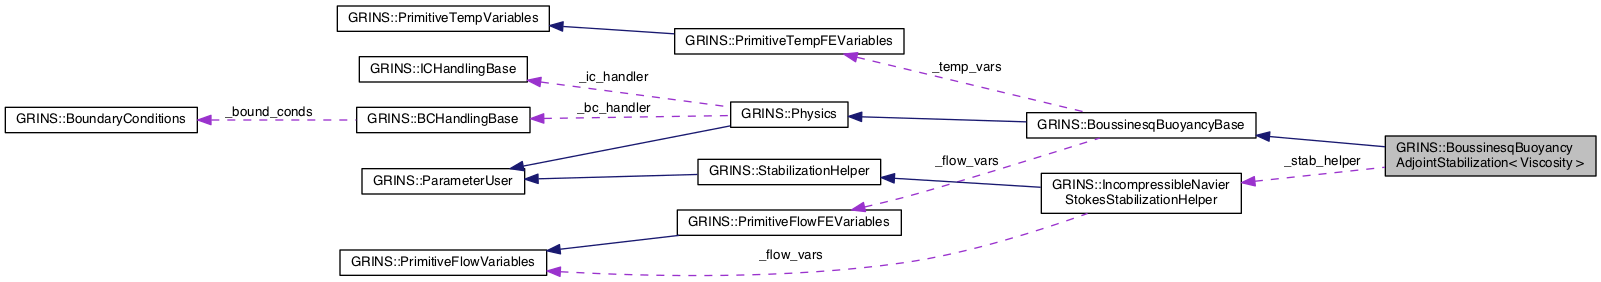 GRINS::PrimitiveTempVariables
GRINS::PrimitiveTempFEVariables
GRINS::ICHandlingBase
_temp_vars
_ic_handler
GRINS::BoundaryConditions
_bound_conds
GRINS::BCHandlingBase
_bc_handler
GRINS::Physics
GRINS::BoussinesqBuoyancyBase
GRINS::BoussinesqBuoyancy
AdjointStabilization< Viscosity >
GRINS::ParameterUser
GRINS::StabilizationHelper
_flow_vars
_stab_helper
GRINS::IncompressibleNavier
StokesStabilizationHelper
GRINS::PrimitiveFlowFEVariables
GRINS::PrimitiveFlowVariables
_flow_vars